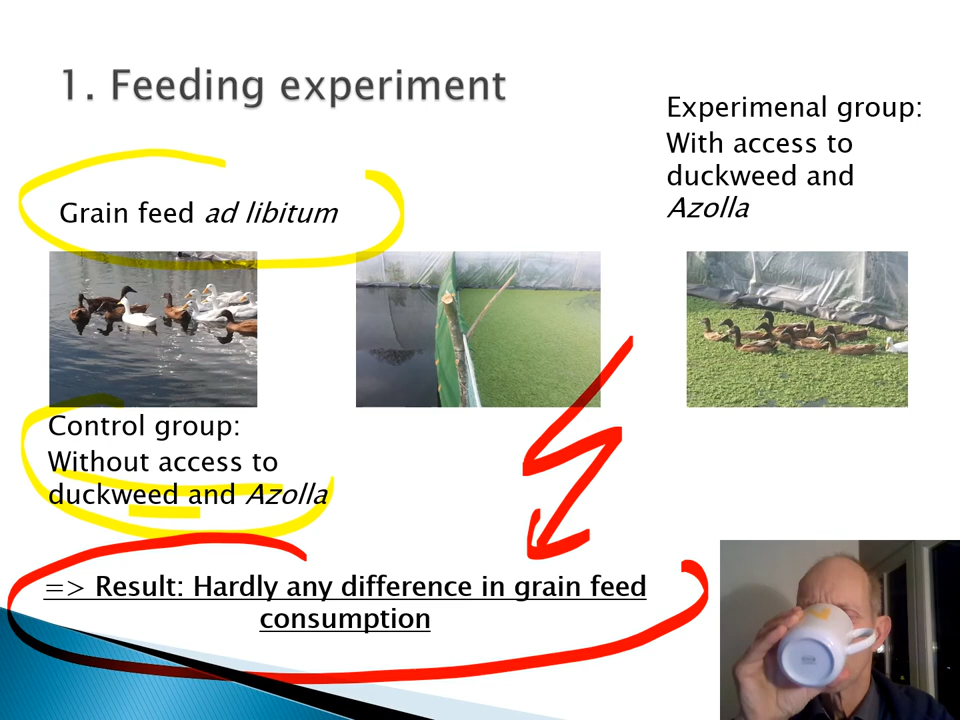 1. Feeding experiment
Experimenal group:
With access to
duckweed and
Azolla
Grain feed ad libitum
Control group:
Without access to
duckweed and Azolla
=> Result: Hardly any difference in grain feed
consumption